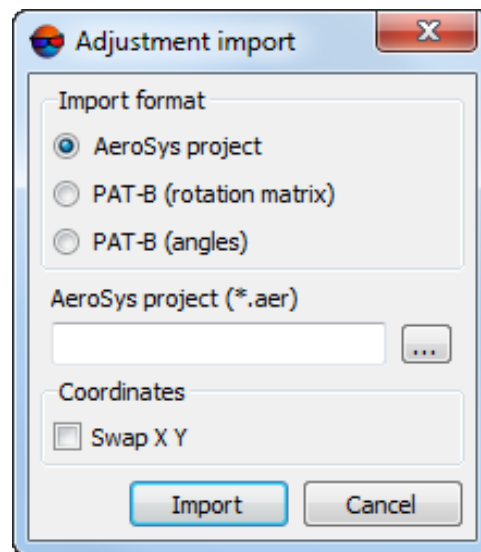 Adjustment import
Import format
AeroSys project
PAT-B (rotation matrix)
PAT-B (angles)
AeroSys project (*.aer)
...
Coordinates
Swap X Y
Import Cancel